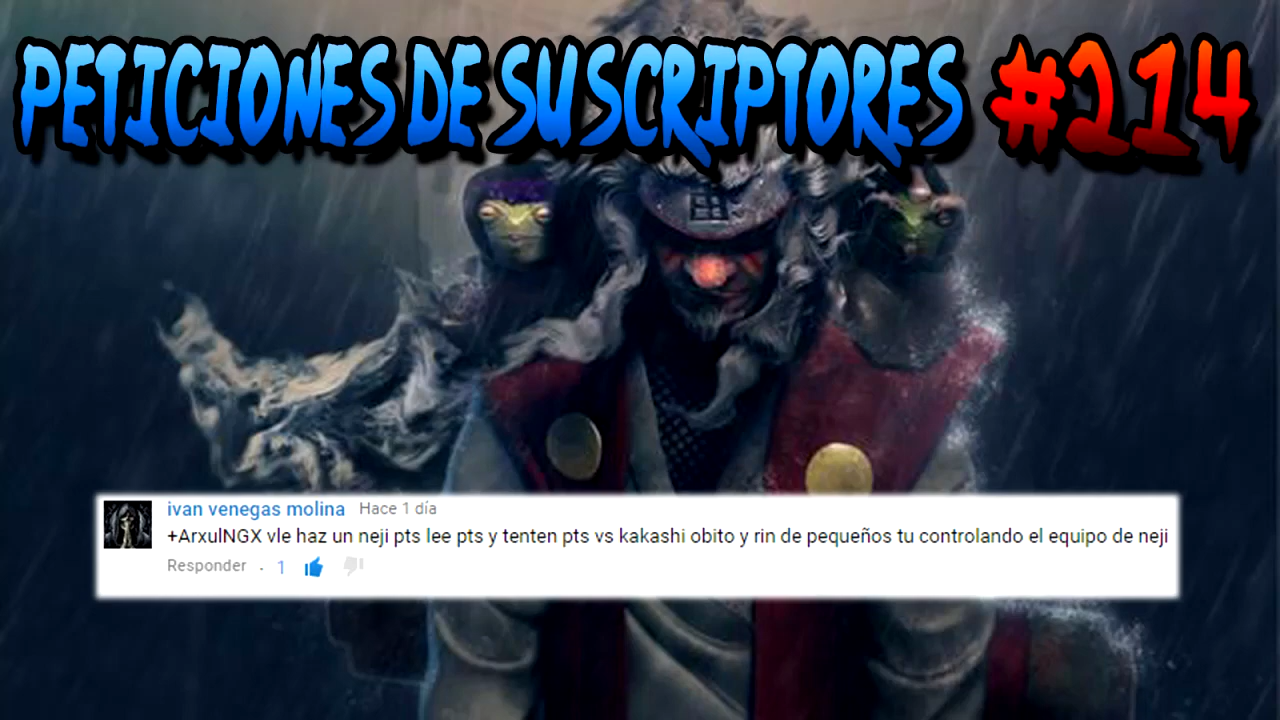 PETICIONES DE SUSCRIPTORES #214
ivan venegas molina Hace 1 día
+ArxulNGX vle haz un neji pts lee pts y tenten pts vs kakashi obito y rin de pequeños tu controlando el equipo de neji
Responder . 1